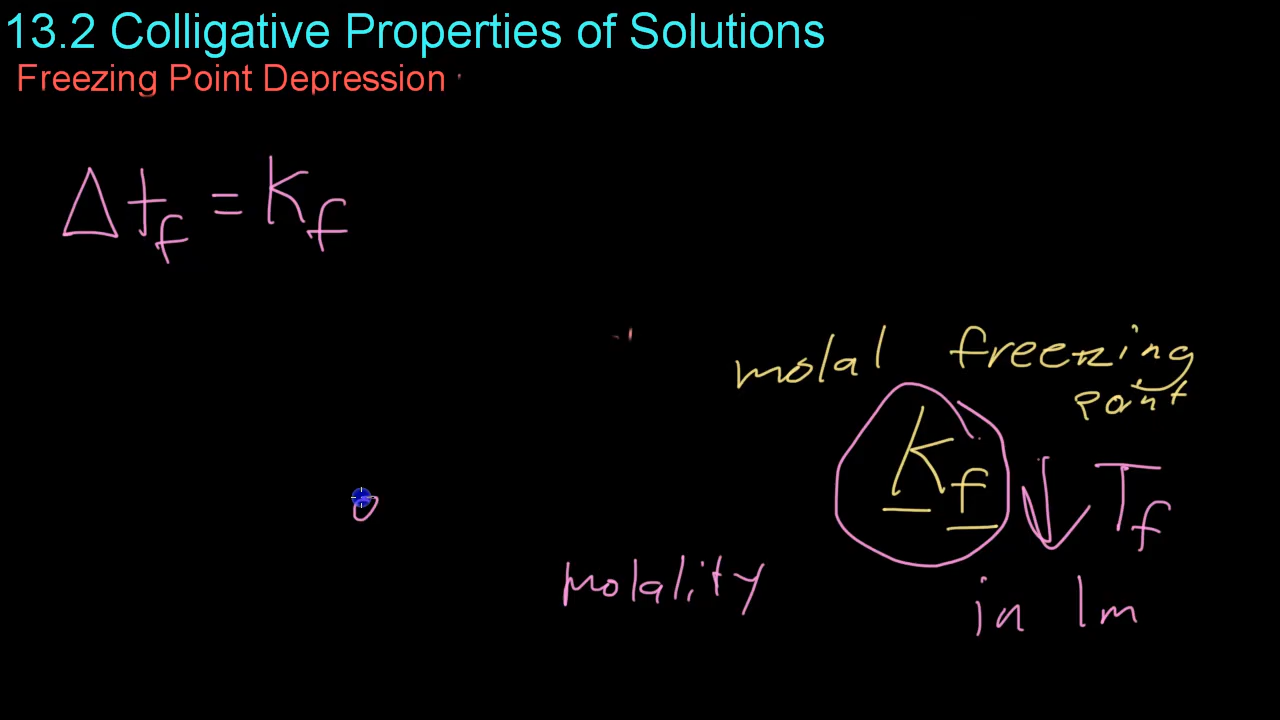 13.2 Colligative Properties of Solutions
Freezing Point Depression
Δtf = Kf
molal freezing
point
Kf ↓ Tf
molality
in 1m